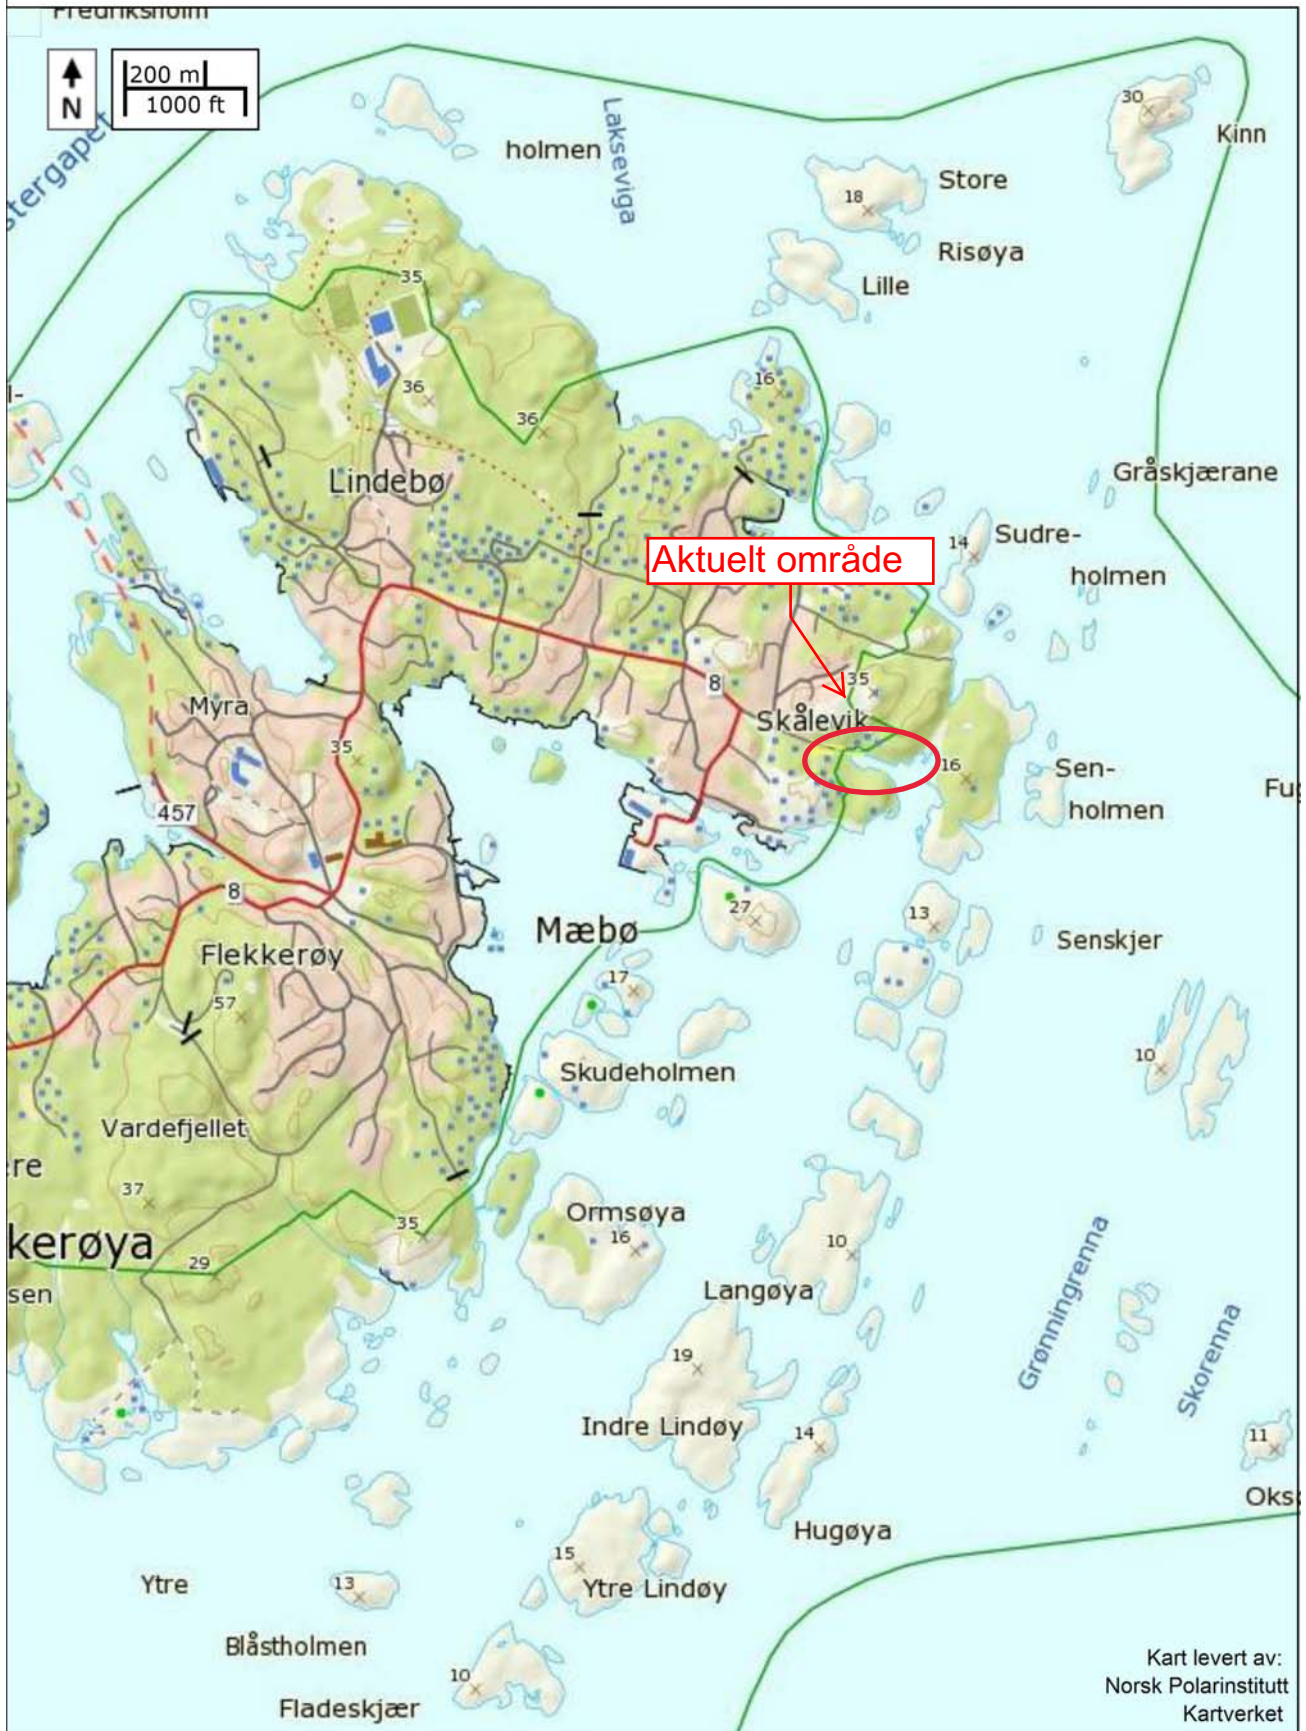 Fredriksholm
200 m
1000 ft
N
stergapet
holmen
Lakseviga
30
Kinn
Store
18
Risøya
Lille
35
36
36
16
l-
Lindebø
Gråskjærane
14
Sudre-
holmen
Aktuelt område
8
35
Skålevik
Myra
35
16
Sen-
holmen
Fug
457
8
Mæbø
27
13
Senskjer
Flekkerøy
17
57
10
Skudeholmen
Vardefjellet
re
37
Ormsøya
35
16
10
kerøya
29
sen
Langøya
Grønningrenna
Skorenna
19
Indre Lindøy
14
11
Oks
Hugøya
15
Ytre
13
Ytre Lindøy
Blåstholmen
10
Fladeskjær
Kart levert av:
Norsk Polarinstitutt
Kartverket